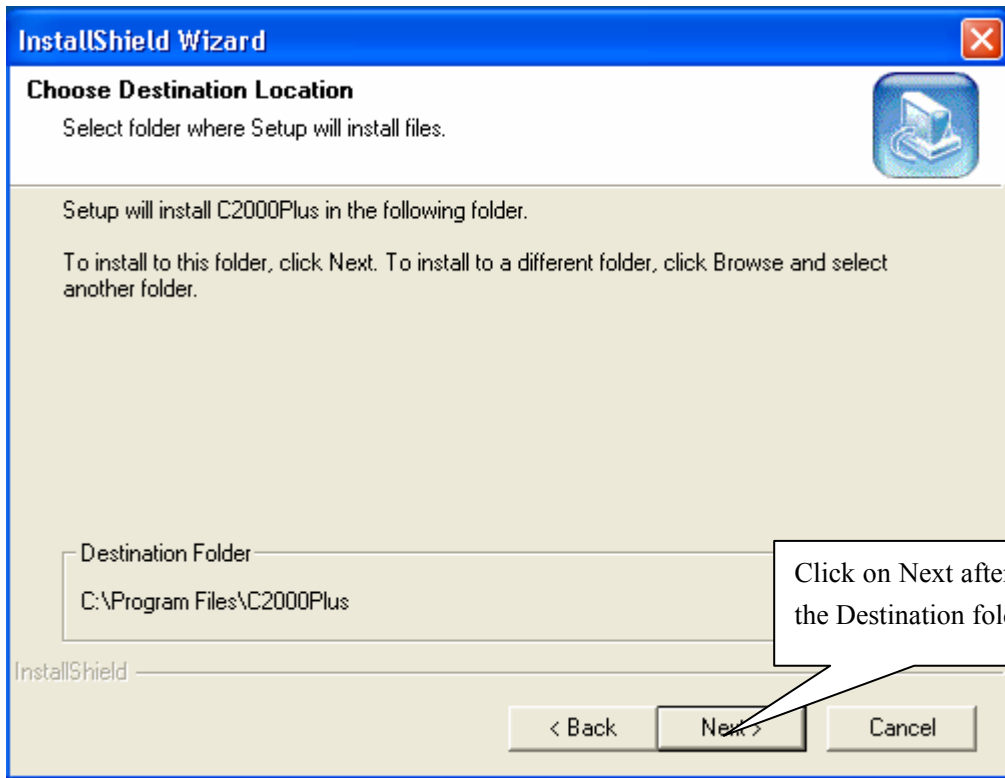 InstallShield Wizard
Choose Destination Location
Select folder where Setup will install files.
Setup will install C2000Plus in the following folder.
To install to this folder, click Next. To install to a different folder, click Browse and select
another folder.
Destination Folder
C:\Program Files\C2000Plus
Click on Next after
the Destination
InstallShield
< Back
Next >
Cancel